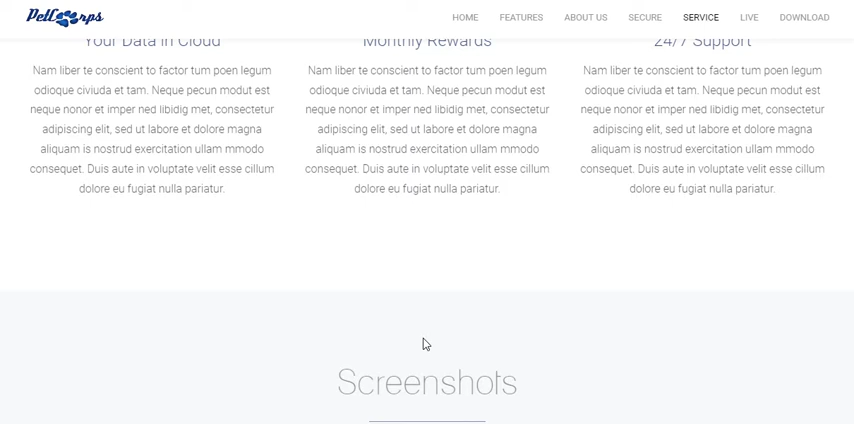 PetCorps HOME FEATURES ABOUT US SECURE SERVICE LIVE DOWNLOAD
Your Data in Cloud
Nam liber te conscient to factor tum poen legum
odioque civiuda et tam. Neque pecun modut est
neque nonor et imper ned libidig met, consectetur
adipiscing elit, sed ut labore et dolore magna
aliquam is nostrud exercitation ullam mmodo
consequet. Duis aute in voluptate velit esse cillum
dolore eu fugiat nulla pariatur.
Monthly Rewards
Nam liber te conscient to factor tum poen legum
odioque civiuda et tam. Neque pecun modut est
neque nonor et imper ned libidig met, consectetur
adipiscing elit, sed ut labore et dolore magna
aliquam is nostrud exercitation ullam mmodo
consequet. Duis aute in voluptate velit esse cillum
dolore eu fugiat nulla pariatur.
24/7 Support
Nam liber te conscient to factor tum poen legum
odioque civiuda et tam. Neque pecun modut est
neque nonor et imper ned libidig met, consectetur
adipiscing elit, sed ut labore et dolore magna
aliquam is nostrud exercitation ullam mmodo
consequet. Duis aute in voluptate velit esse cillum
dolore eu fugiat nulla pariatur.
Screenshots